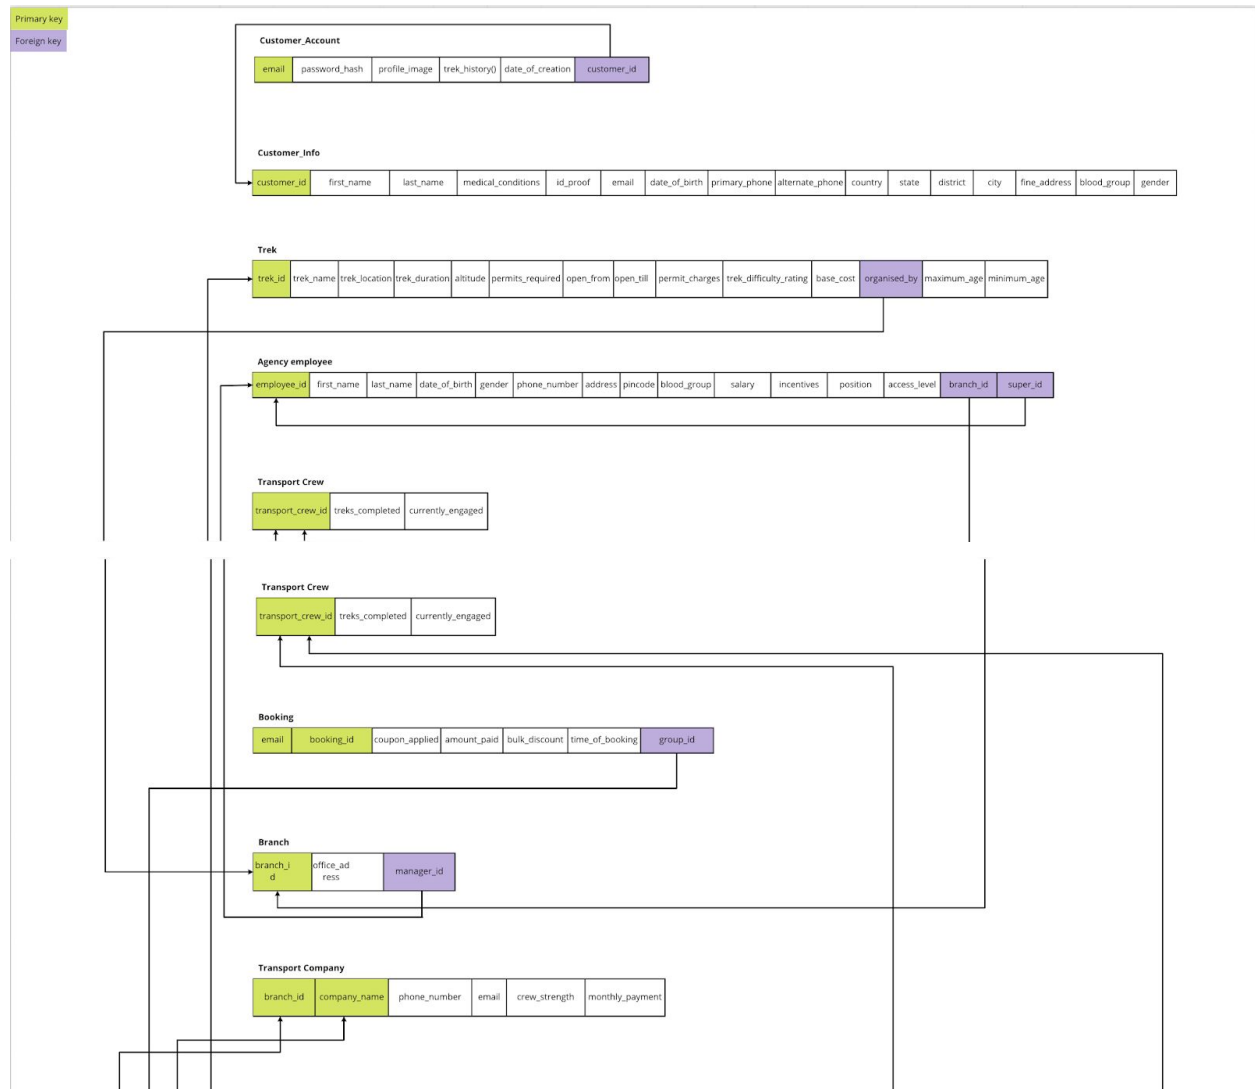 Primary key
Foreign key
Customer_Account
email password_hash profile_image trek_history() date_of_creation customer_id
Customer_Info
customer_id first_name last_name medical_conditions id_proof email date_of_birth primary_phone alternate_phone country state district city fine_address blood_group gender
Trek
trek_id trek_name trek_location trek_duration altitude permits_required open_from open_till permit_charges trek_difficulty_rating base_cost organised_by maximum_age minimum_age
Agency employee
employee_id first_name last_name date_of_birth gender phone_number address pincode blood_group salary incentives position access_level branch_id super_id
Transport Crew
transport_crew_id treks_completed currently_engaged
Transport Crew
transport_crew_id treks_completed currently_engaged
Booking
email booking_id coupon_applied amount_paid bulk_discount time_of_booking group_id
Branch
branch_i office_ad manager_id
d ress
Transport Company
branch_id company_name phone_number email crew_strength monthly_payment